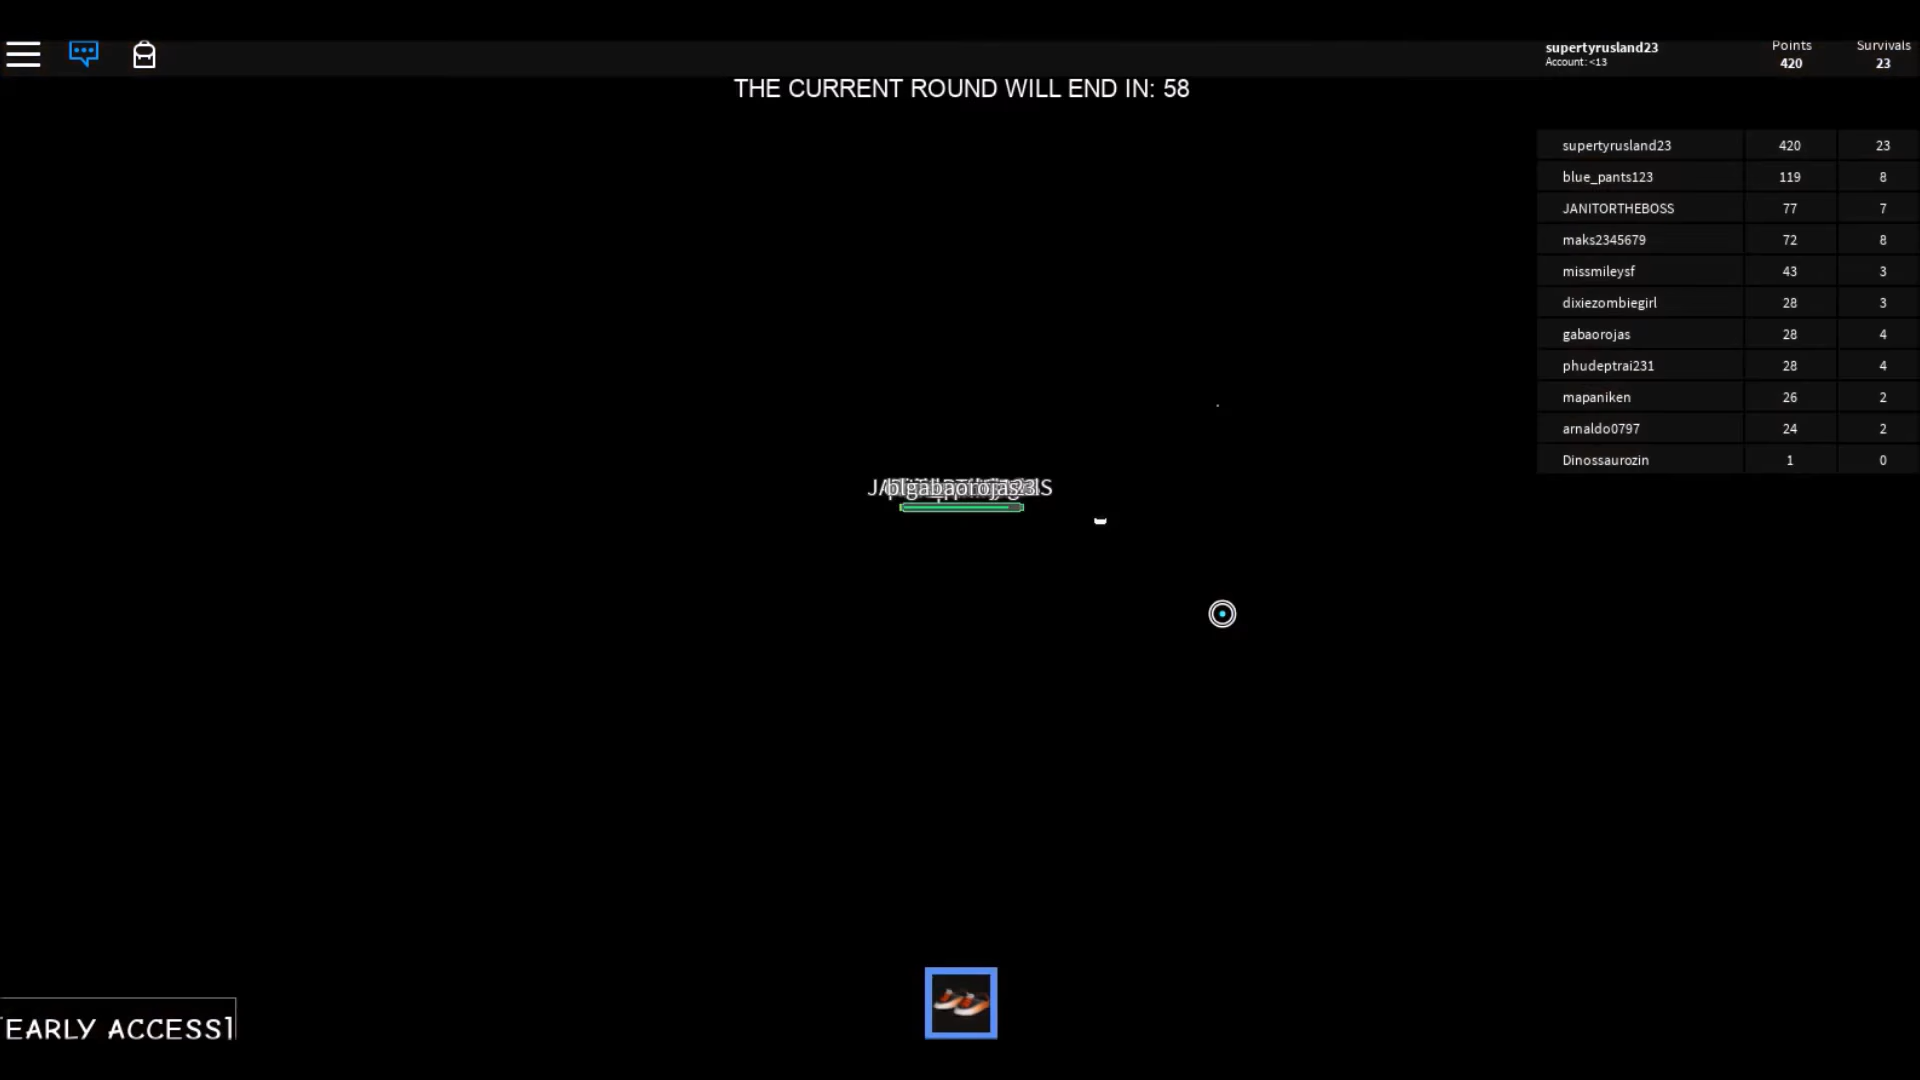 supertyrusland23
Account: <13
Points
420
Survivals
23
THE CURRENT ROUND WILL END IN: 58
supertyrusland23 420 23
blue_pants123 119 8
JANITORTHEBOSS 77 7
maks2345679 72 8
missmileysf 43 3
dixiezombiegirl 28 3
gabaorojas 28 4
phudeptrai231 28 4
mapaniken 26 2
arnaldo0797 24 2
Dinossaurozin 1 0
gabaorojas
EARLY ACCESS]